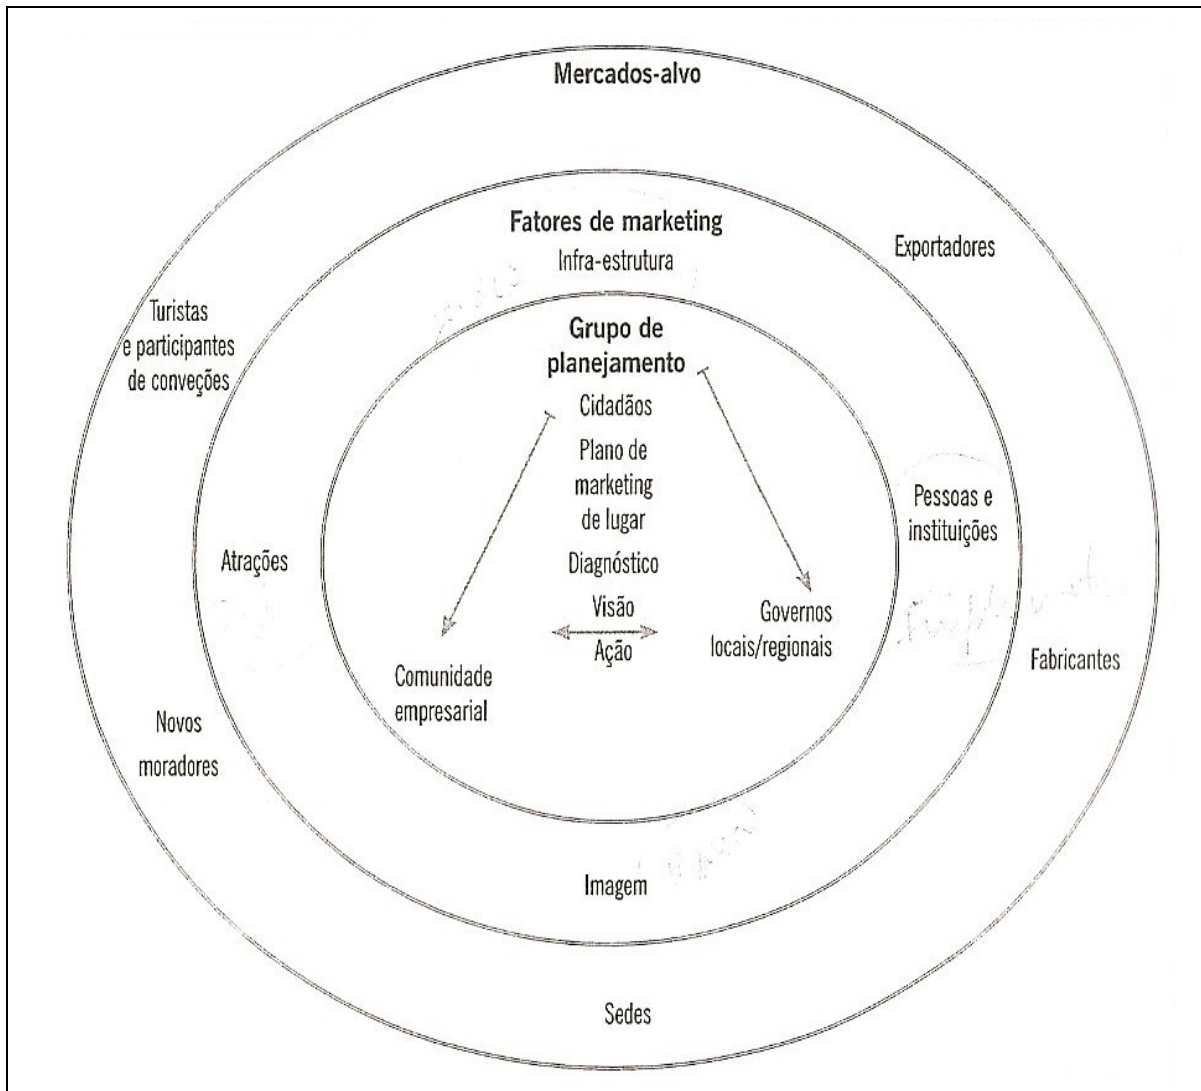 Mercados-alvo
Fatores de marketing
Infra-estrutura
Exportadores
Turistas
e participantes
de conveções
Grupo de
planejamento
Cidadãos
Plano de
marketing
de lugar
Diagnóstico
Visão
Ação
Pessoas e
instituições
Atrações
Governos
locais/regionais
Comunidade
empresarial
Fabricantes
Novos
moradores
Imagem
Sedes